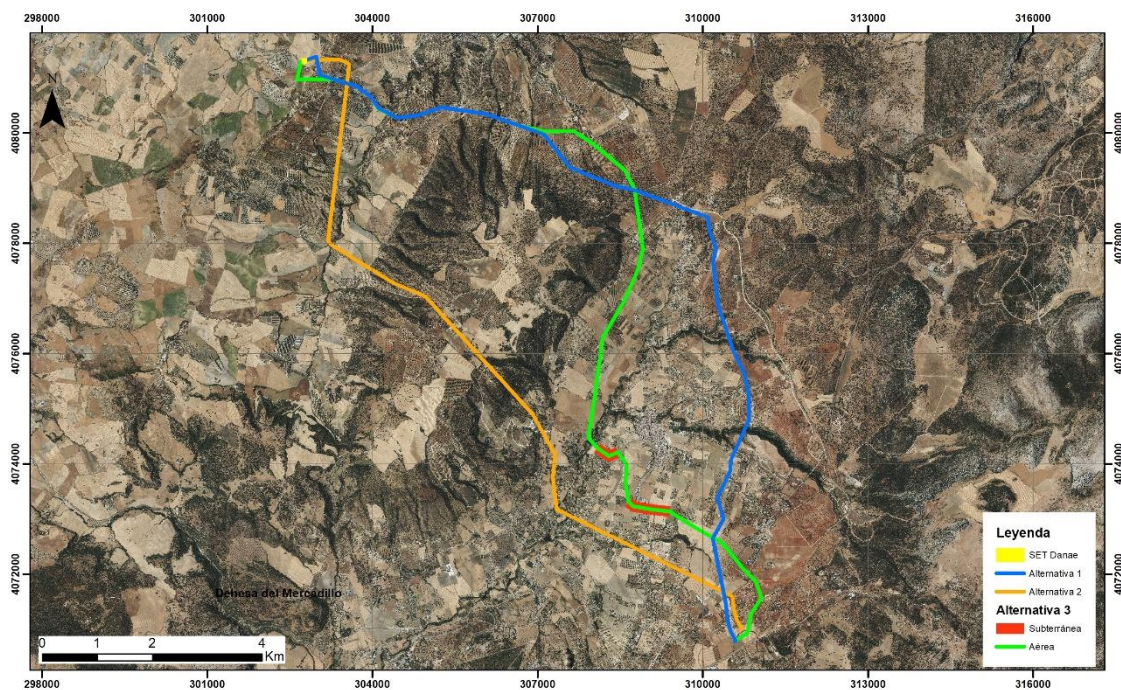 298000 301000 304000 307000 310000 313000 316000
N
4080000 4080000
4078000 4078000
4076000 4076000
4074000 4074000
4072000 4072000
Leyenda
SET Danae
Alternativa 1
Alternativa 2
Alternativa 3
Subterránea
Aérea
Dehesa del Mercadillo
0 1 2 4
Km
298000 301000 304000 307000 310000 313000 316000